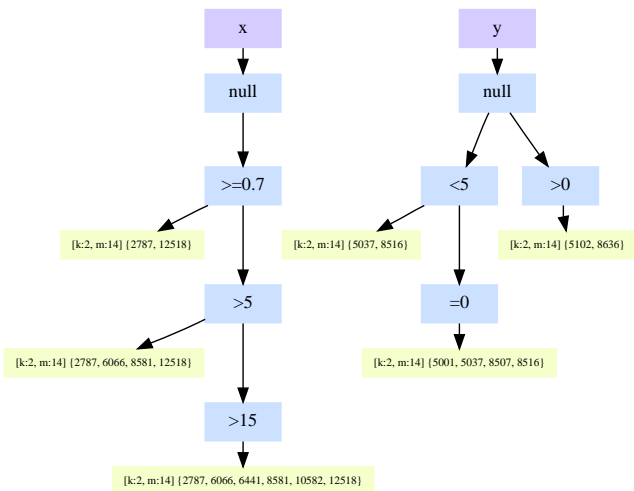 x
y
null
null
>=0.7
<5
>0
[k:2, m:14] {2787, 12518}
[k:2, m:14] {5037, 8516}
[k:2, m:14] {5102, 8636}
>5
=0
[k:2, m:14] {2787, 6066, 8581, 12518}
[k:2, m:14] {5001, 5037, 8507, 8516}
>15
[k:2, m:14] {2787, 6066, 6441, 8581, 10582, 12518}